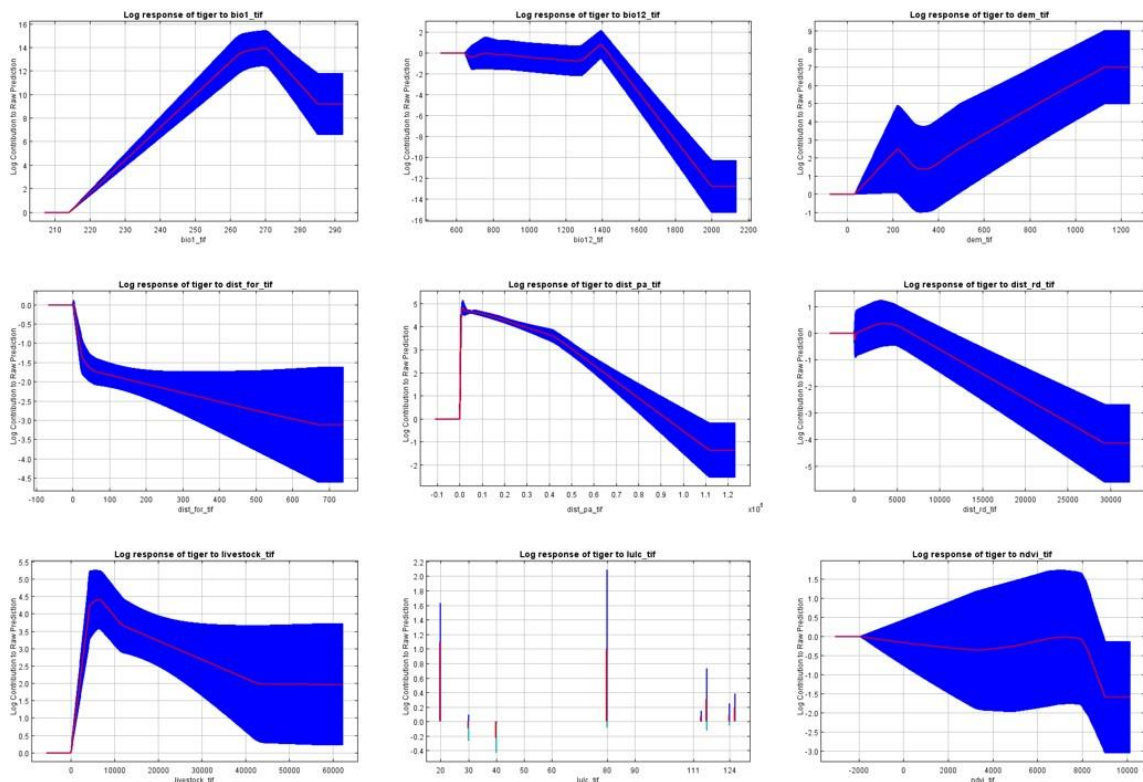 Log response of tiger to bio1_tif
Log Contribution to Raw Prediction
16
14
12
10
8
6
4
2
0
210 220 230 240 250 260 270 280 290
bio1_tif
Log response of tiger to bio12_tif
Log Contribution to Raw Prediction
2
0
-2
-4
-6
-8
-10
-12
-14
-16
600 800 1000 1200 1400 1600 1800 2000 2200
bio12_tif
Log response of tiger to dem_tif
Log Contribution to Raw Prediction
9
8
7
6
5
4
3
2
1
0
-1
0 200 400 600 800 1000 1200
dem_tif
Log response of tiger to dist_for_tif
Log Contribution to Raw Prediction
0.0
-0.5
-1.0
-1.5
-2.0
-2.5
-3.0
-3.5
-4.0
-4.5
-100 0 100 200 300 400 500 600 700
dist_for_tif
Log response of tiger to dist_pa_tif
Log Contribution to Raw Prediction
5
4
3
2
1
0
-1
-2
-0.1 0.0 0.1 0.2 0.3 0.4 0.5 0.6 0.7 0.8 0.9 1.0 1.1 1.2
dist_pa_tif
Log response of tiger to dist_rd_tif
Log Contribution to Raw Prediction
1
0
-1
-2
-3
-4
-5
0 5000 10000 15000 20000 25000 30000
dist_rd_tif
Log response of tiger to livestock_tif
Log Contribution to Raw Prediction
5.5
5.0
4.5
4.0
3.5
3.0
2.5
2.0
1.5
1.0
0.5
0.0
0 10000 20000 30000 40000 50000 60000
livestock_tif
Log response of tiger to lulc_tif
Log Contribution to Raw Prediction
2.2
2.0
1.8
1.6
1.4
1.2
1.0
0.8
0.6
0.4
0.2
0.0
-0.2
-0.4
20 30 40 80 90 111 124
lulc_tif
Log response of tiger to ndvi_tif
Log Contribution to Raw Prediction
1.5
1.0
0.5
0.0
-0.5
-1.0
-1.5
-2.0
-2.5
-3.0
-2000 0 2000 4000 6000 8000 10000
ndvi_tif